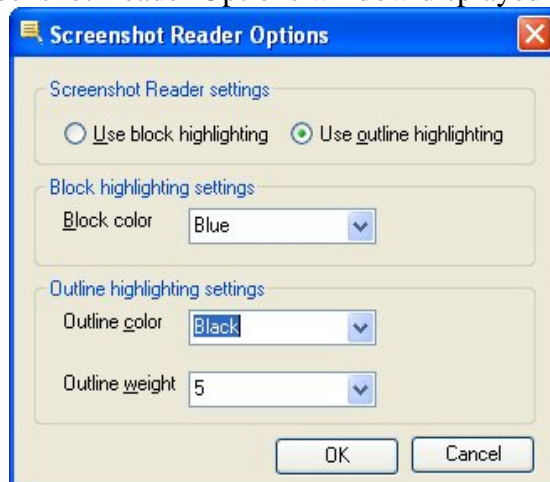 Screenshot Reader Options
Screenshot Reader settings
Use block highlighting Use outline highlighting
Block highlighting settings
Block color Blue
Outline highlighting settings
Outline color Black
Outline weight 5
OK Cancel